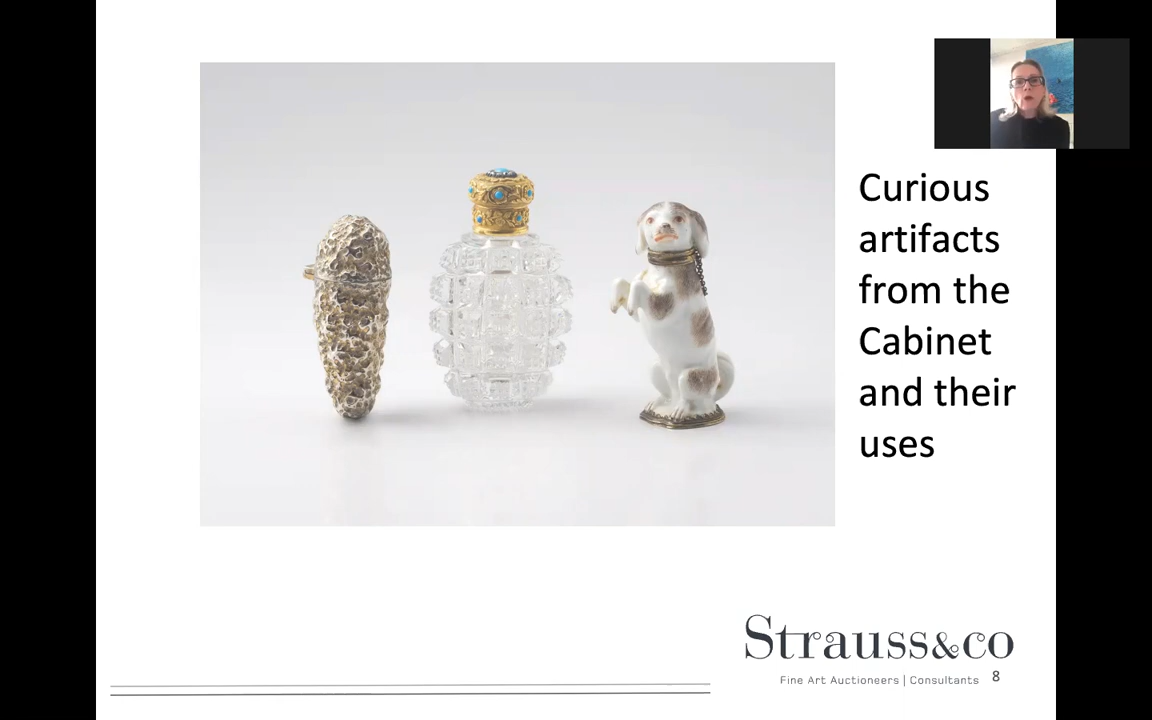 Curious
artifacts
from the
Cabinet
and their
uses
Strauss&co
Fine Art Auctioneers | Consultants 8